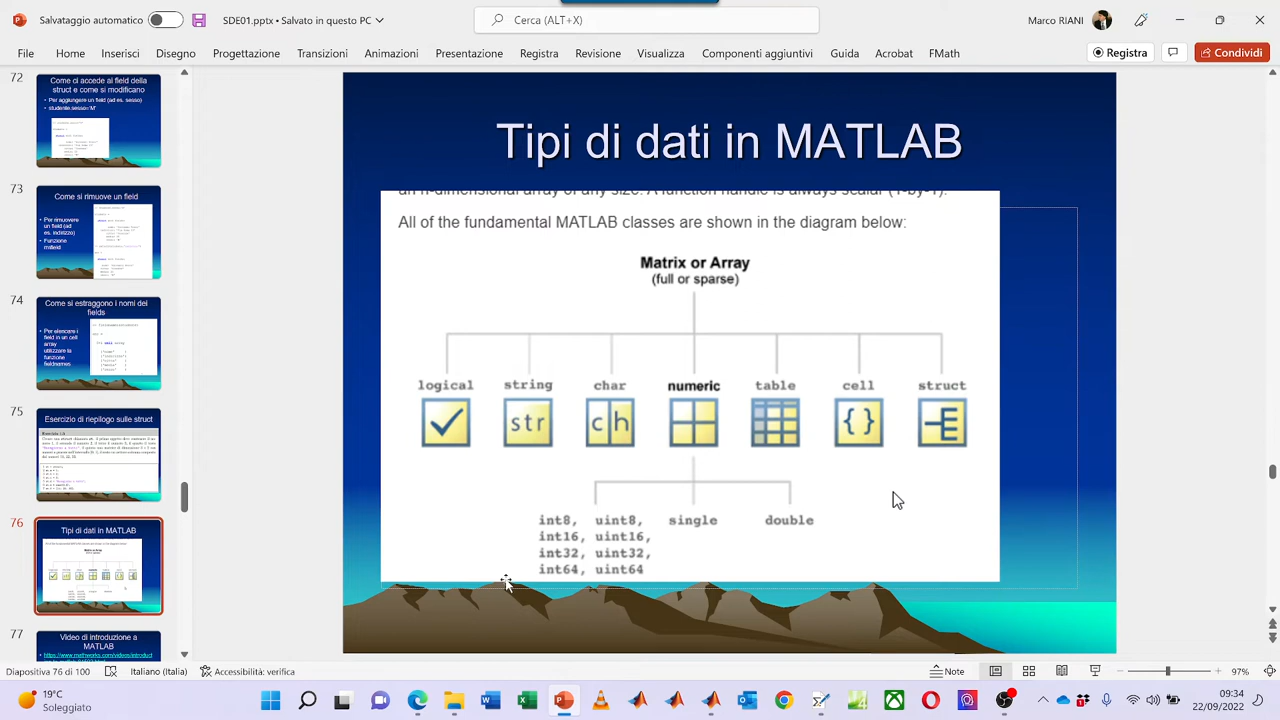 Salvataggio automatico
SDE01.pptx • Salvato in questo PC
Cerca (ALT+X)
Marco RIANI
File Home Inserisci Disegno Progettazione Transizioni Animazioni Presentazione Registra Revisione Visualizza Componenti aggiuntivi Guida Acrobat FMath
Registra
Condividi
72
Come ci accede ai field della
struct e come si modificano
• Per aggiungere un field (ad es. sesso)
• studente.sesso='M'
73
Come si rimuove un field
• Per rimuovere
un field (ad
es. indirizzo)
• Funzione
rmfield
74
Come si estraggono i nomi dei
fields
• Per elencare i
field in un cell
array
utilizzare la
funzione
fieldnames
75
Esercizio di riepilogo sulle struct
76
Tipi di dati in MATLAB
77
Video di introduzione a
MATLAB
Tipi di dati in MATLAB
an n-dimensional array of any size. A function handle is always scalar (1-by-1).
All of the fundamental MATLAB classes are shown in the diagram below:
Matrix or Array
(full or sparse)
logical string char numeric table cell struct
str ch {}
int8, uint8, single double
int16, uint16,
int32, uint32,
int64, uint64
Diapositiva 76 di 100
Italiano (Italia)
Accessibilità: verifica
Note
97%
19°C
Soleggiato
09:34
22/09/2022